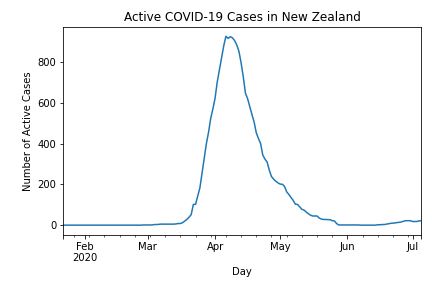 Active COVID-19 Cases in New Zealand
Number of Active Cases
800
600
400
200
0
Feb Mar Apr May Jun Jul
2020
Day